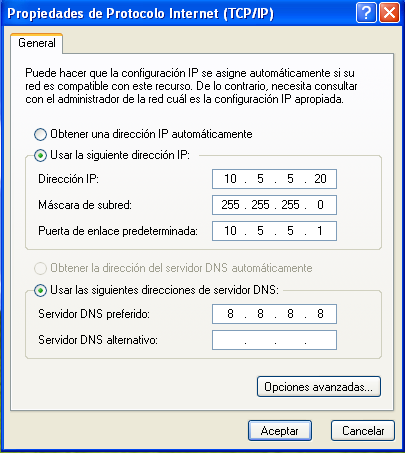 Propiedades de Protocolo Internet (TCP/IP)
General
Puede hacer que la configuración IP se asigne automáticamente si su
red es compatible con este recurso. De lo contrario, necesita consultar
con el administrador de la red cuál es la configuración IP apropiada.
Obtener una dirección IP automáticamente
Usar la siguiente dirección IP:
Dirección IP: 10 . 5 . 5 . 20
Máscara de subred: 255 . 255 . 255 . 0
Puerta de enlace predeterminada: 10 . 5 . 5 . 1
Obtener la dirección del servidor DNS automáticamente
Usar las siguientes direcciones de servidor DNS:
Servidor DNS preferido: 8 . 8 . 8 . 8
Servidor DNS alternativo: . . .
Opciones avanzadas...
Aceptar Cancelar